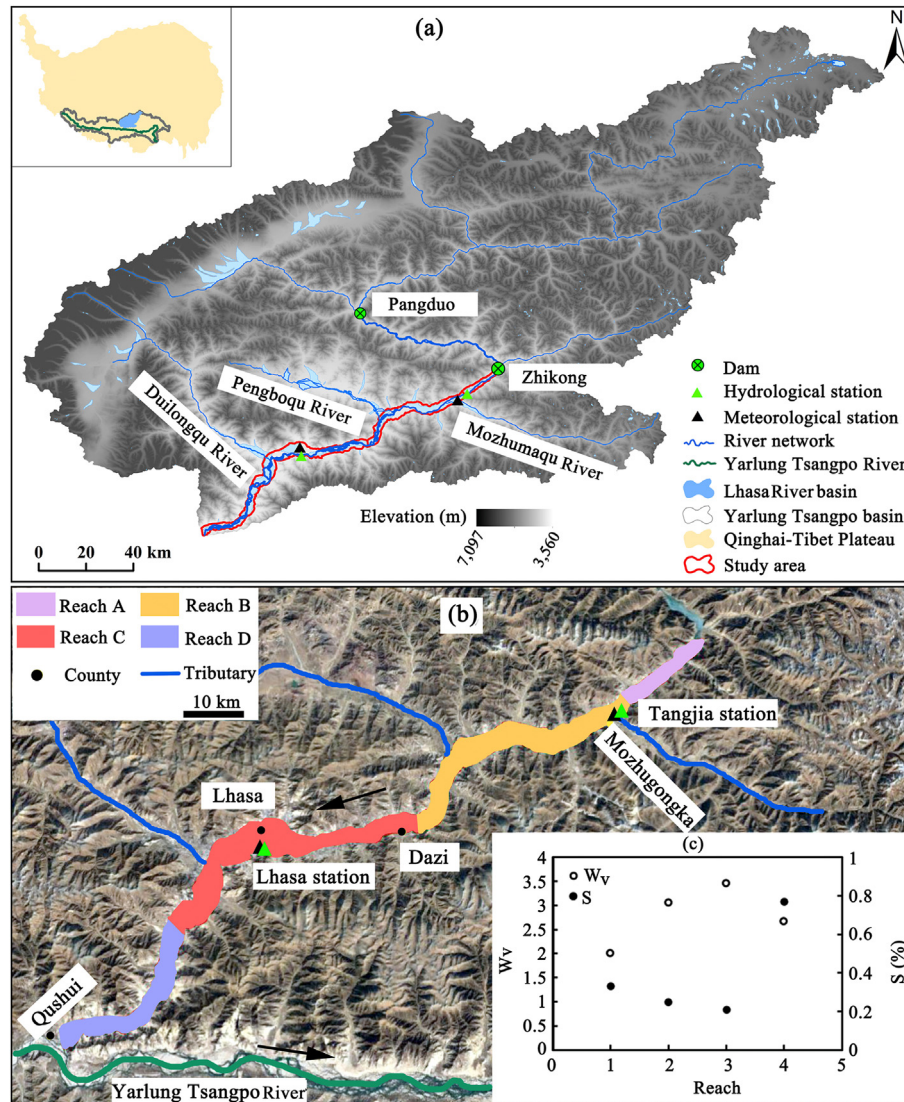 (a)
N
Pangduo
Zhikong
Pengboqu River
Duilongqu River
Mozhumaqu River
Dam
Hydrological station
Meteorological station
River network
Yarlung Tsangpo River
Lhasa River basin
Yarlung Tsangpo basin
Qinghai-Tibet Plateau
Study area
Elevation (m)
7,097
3,560
0 20 40 km
(b)
Reach A
Reach B
Reach C
Reach D
County
Tributary
10 km
Tangjia station
Mozhugongka
Lhasa
Dazi
Lhasa station
Qushui
Yarlung Tsangpo River
(c)
Wv
S
4
3.5
3
2.5
2
1.5
1
0.5
0
Wv
1
0.8
0.6
0.4
0.2
0
S (%)
0 1 2 3 4 5
Reach